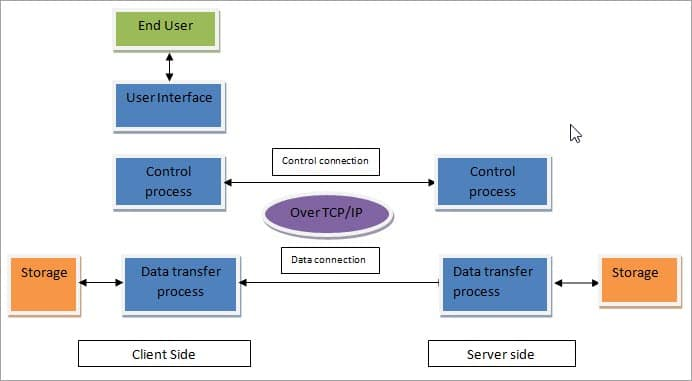 End User
User Interface
Control connection
Control
process
Control
process
Over TCP/IP
Data connection
Storage
Data transfer
process
Data transfer
process
Storage
Client Side
Server side